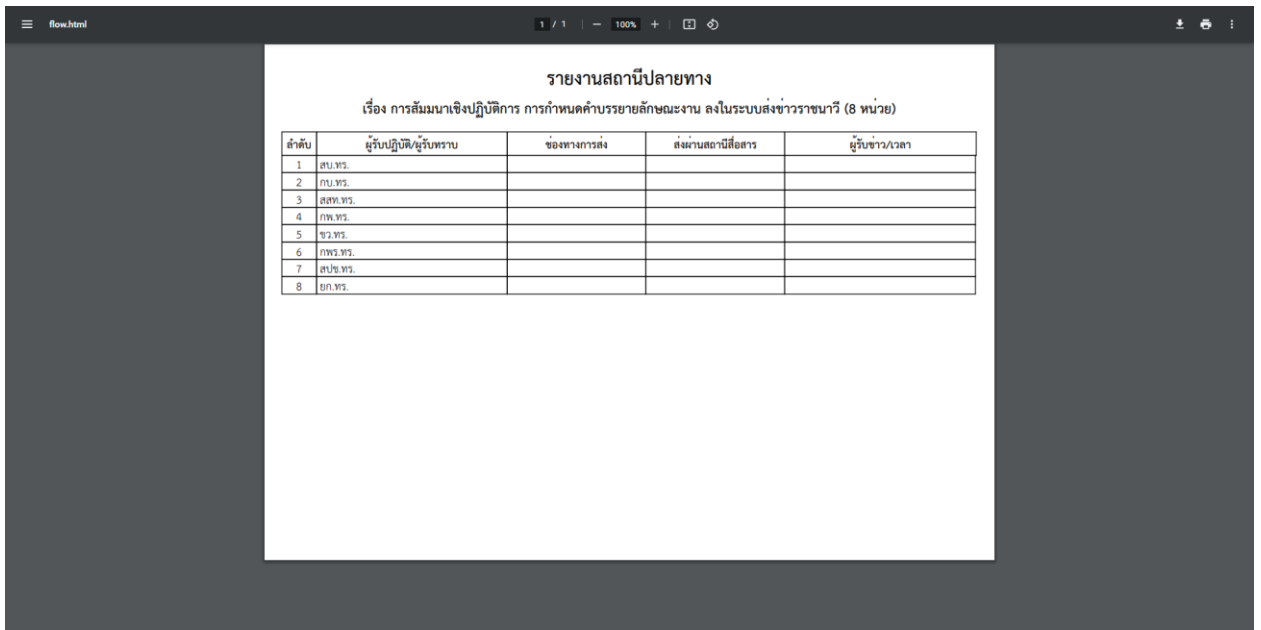 flow.html
1 / 1
100%
รายงานสถานีปลายทาง
เรื่อง การสัมมนาเชิงปฏิบัติการ การกำหนดคำบรรยายลักษณะงาน ลงในระบบส่งข่าวราชนาวี (8 หน่วย)
ลำดับ ผู้รับปฏิบัติ/ผู้รับทราบ ช่องทางการส่ง ส่งผ่านสถานีสื่อสาร ผู้รับข่าว/เวลา
1 สบ.ทร.
2 กบ.ทร.
3 สสท.ทร.
4 กพ.ทร.
5 ขว.ทร.
6 กพร.ทร.
7 สปช.ทร.
8 ยก.ทร.